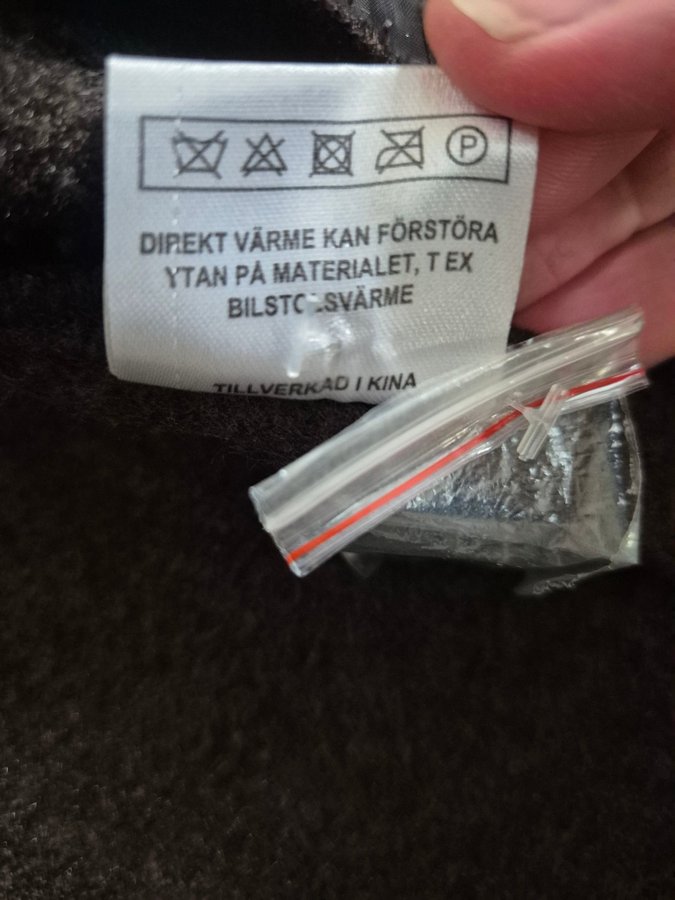 P
DIREKT VÄRME KAN FÖRSTÖRA
YTAN PÅ MATERIALET, T EX
BILSTOLSVÄRME
TILLVERKAD I KINA